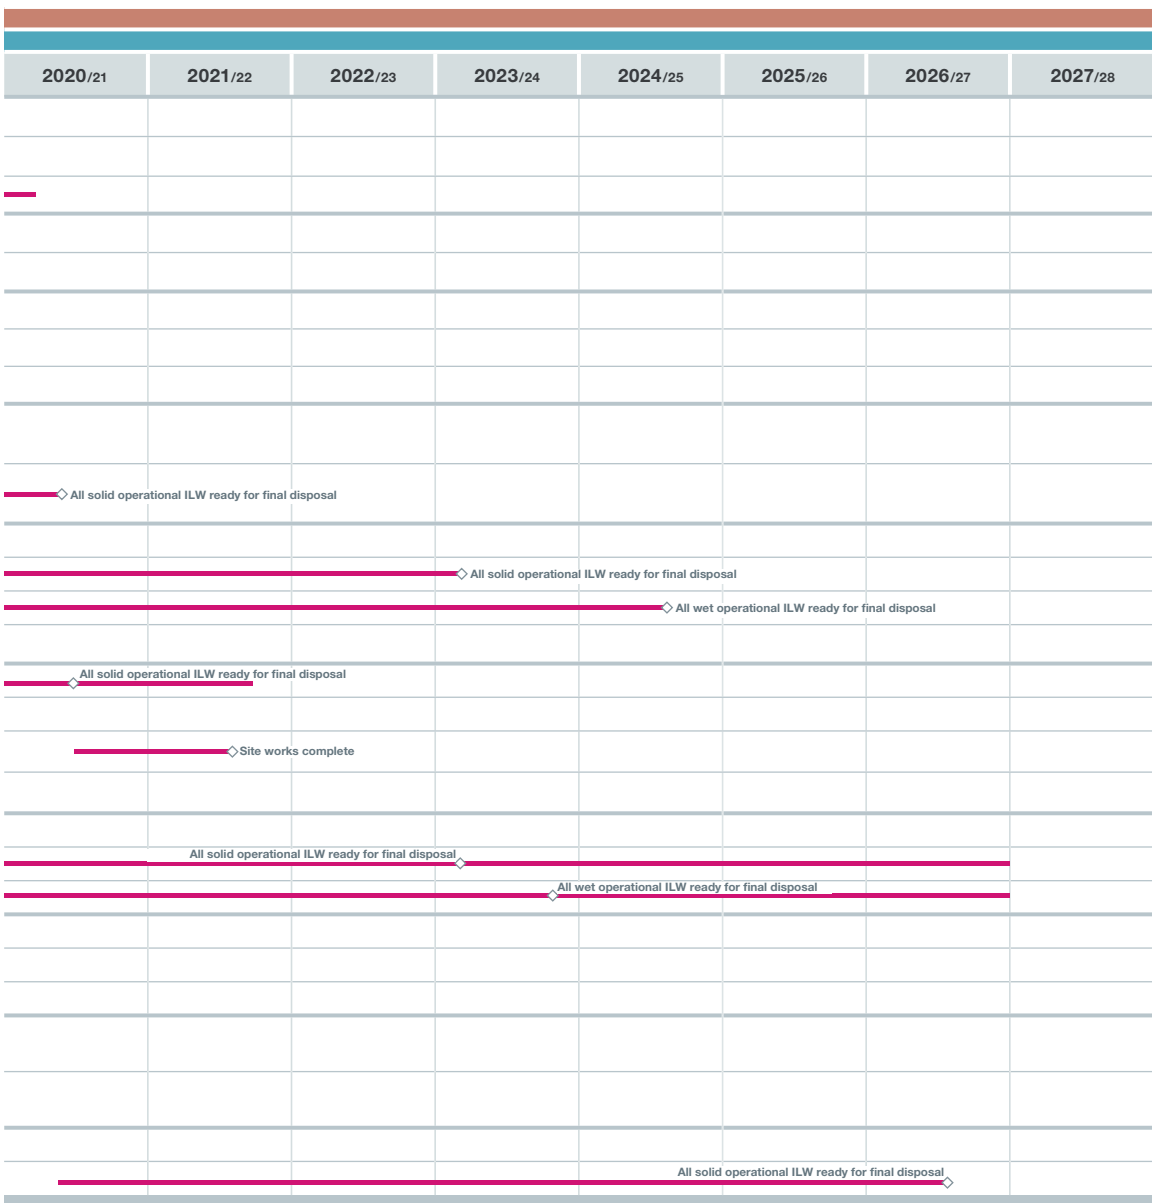 2020/21 2021/22 2022/23 2023/24 2024/25 2025/26 2026/27 2027/28
All solid operational ILW ready for final disposal
All solid operational ILW ready for final disposal
All wet operational ILW ready for final disposal
All solid operational ILW ready for final disposal
Site works complete
All solid operational ILW ready for final disposal
All wet operational ILW ready for final disposal
All solid operational ILW ready for final disposal